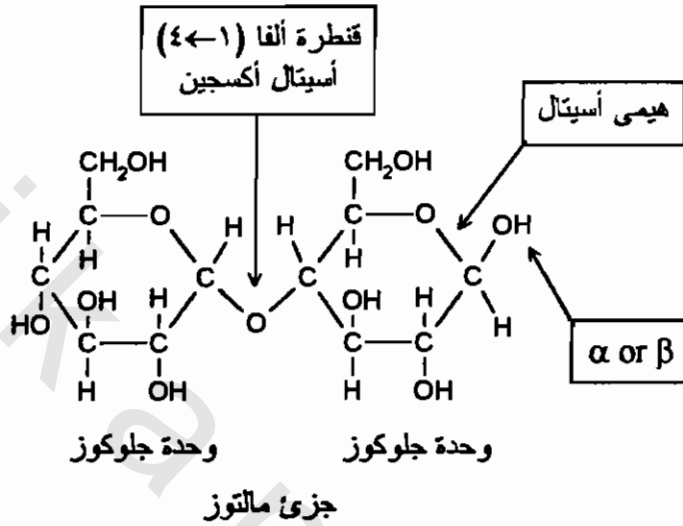 قنطرة ألفا (١→٤)
أسيتال أكسجين
هيمى أسيتال
CH₂OH
CH₂OH
C O H H C O OH
H H H H
C C O C C
HO OH H OH H H
C C C C
H OH H OH
α or β
وحدة جلوكوز
وحدة جلوكوز
جزئ مالتوز